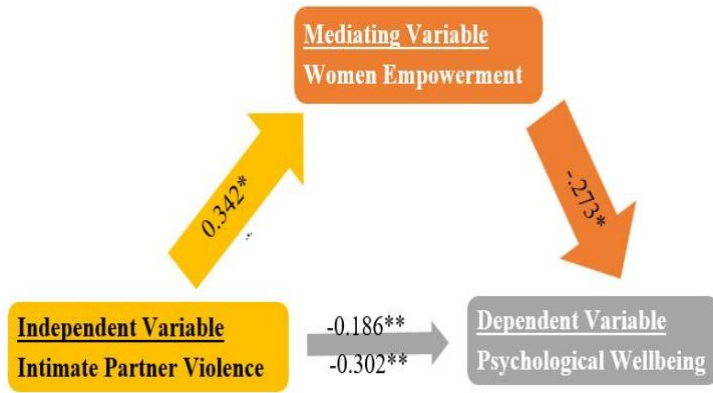 Mediating Variable
Women Empowerment
0.342*
-.273*
Independent Variable
Intimate Partner Violence
-0.186**
-0.302**
Dependent Variable
Psychological Wellbeing